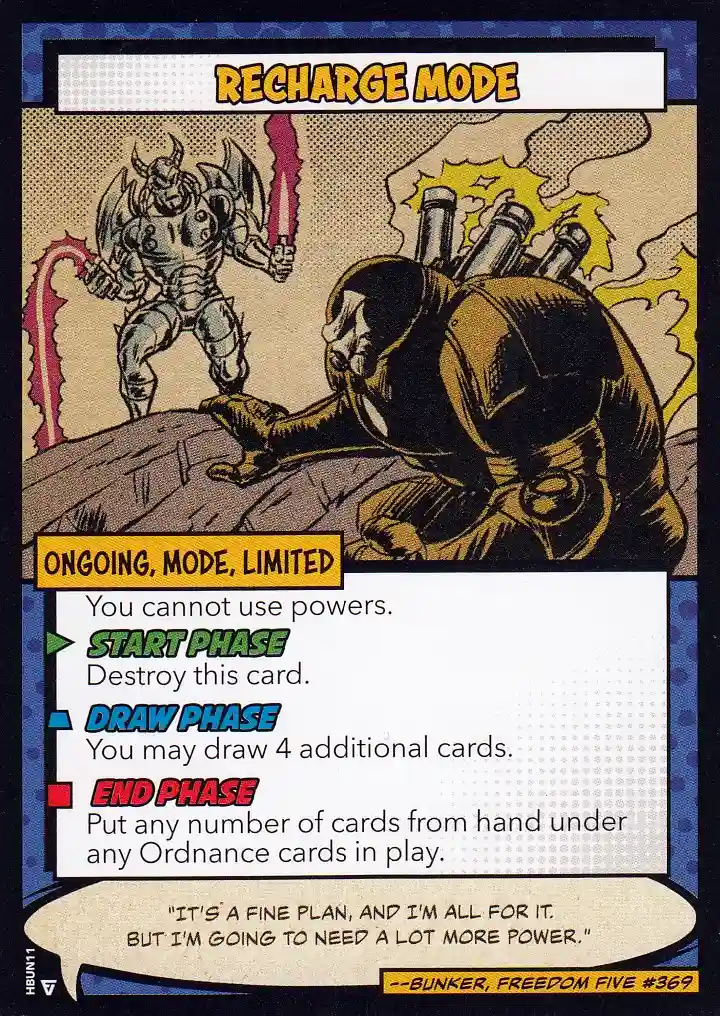 RECHARGE MODE
ONGOING, MODE, LIMITED
You cannot use powers.
START PHASE
Destroy this card.
DRAW PHASE
You may draw 4 additional cards.
END PHASE
Put any number of cards from hand under
any Ordnance cards in play.
"IT'S A FINE PLAN, AND I'M ALL FOR IT.
BUT I'M GOING TO NEED A LOT MORE POWER."
--BUNKER, FREEDOM FIVE #369
HBUN11